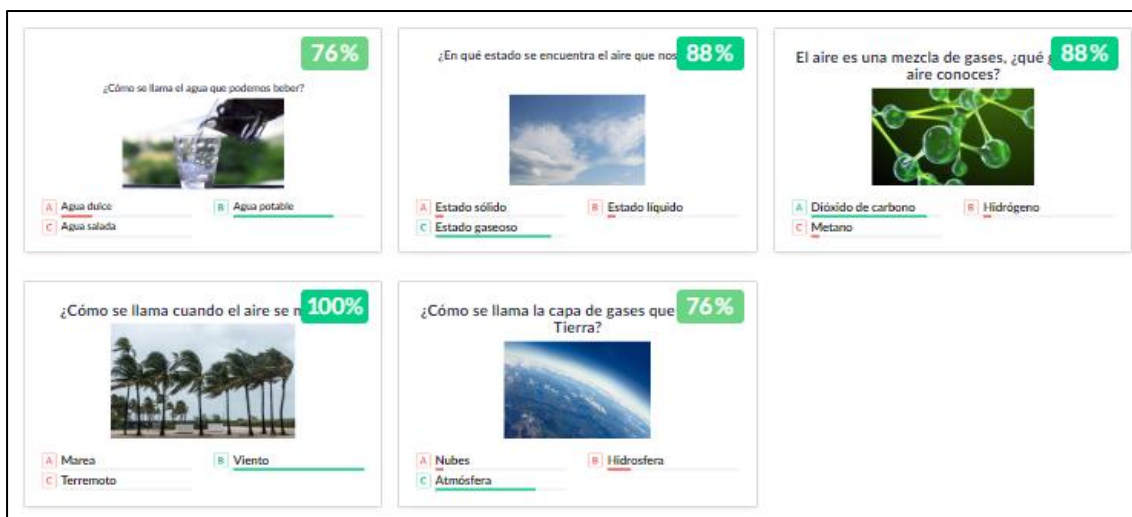 76%
¿Cómo se llama el agua que podemos beber?
A Agua dulce
B Agua potable
C Agua salada
88%
¿En qué estado se encuentra el aire que nos
A Estado sólido
B Estado líquido
C Estado gaseoso
88%
El aire es una mezcla de gases, ¿qué
aire conoces?
A Dióxido de carbono
B Hidrógeno
C Metano
100%
¿Cómo se llama cuando el aire se
A Marea
B Viento
C Terremoto
76%
¿Cómo se llama la capa de gases que
Tierra?
A Nubes
B Hidrosfera
C Atmósfera